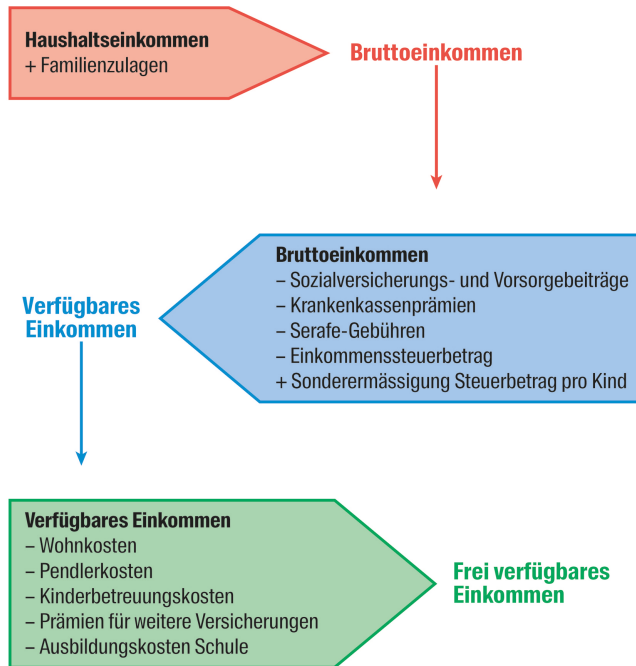 Haushaltseinkommen
+ Familienzulagen
Bruttoeinkommen
Bruttoeinkommen
– Sozialversicherungs- und Vorsorgebeiträge
– Krankenkassenprämien
– Serafe-Gebühren
– Einkommenssteuerbetrag
+ Sonderermässigung Steuerbetrag pro Kind
Verfügbares
Einkommen
Verfügbares Einkommen
– Wohnkosten
– Pendlerkosten
– Kinderbetreuungskosten
– Prämien für weitere Versicherungen
– Ausbildungskosten Schule
Frei verfügbares
Einkommen